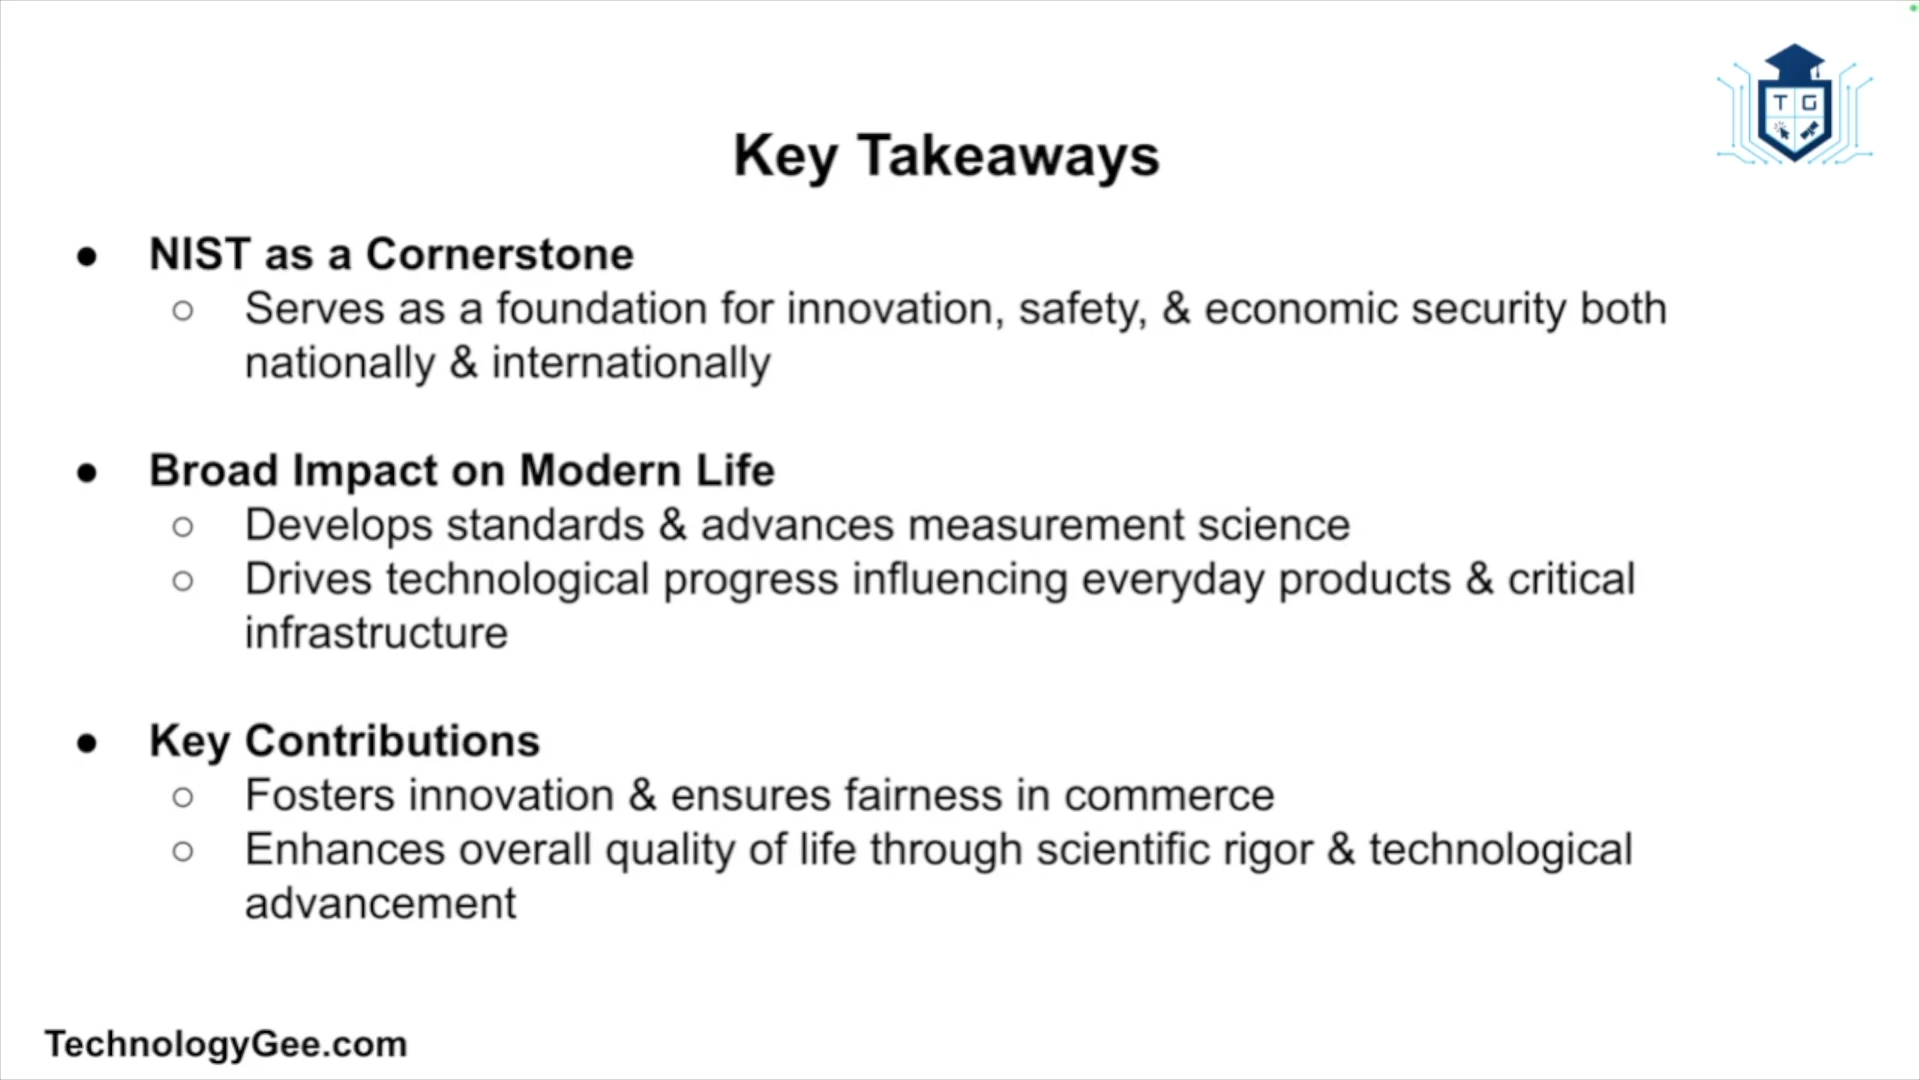 T G
Key Takeaways
● NIST as a Cornerstone
○ Serves as a foundation for innovation, safety, & economic security both
nationally & internationally
● Broad Impact on Modern Life
○ Develops standards & advances measurement science
○ Drives technological progress influencing everyday products & critical
infrastructure
● Key Contributions
○ Fosters innovation & ensures fairness in commerce
○ Enhances overall quality of life through scientific rigor & technological
advancement
TechnologyGee.com